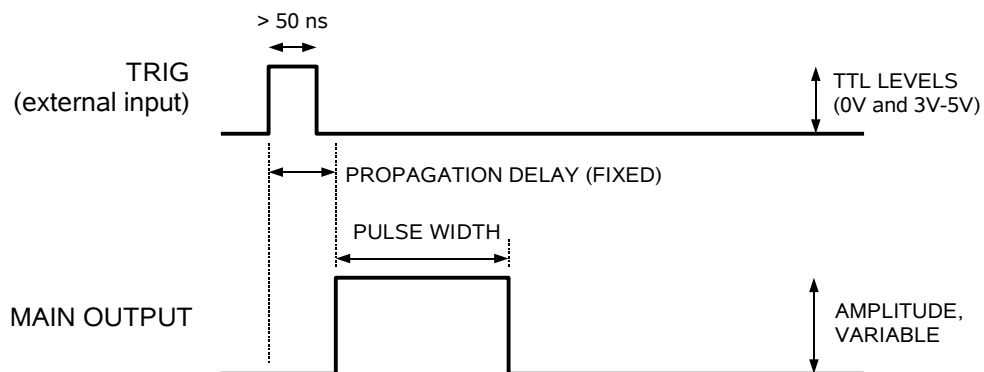 > 50 ns
TRIG
(external input)
TTL LEVELS
(0V and 3V-5V)
PROPAGATION DELAY (FIXED)
PULSE WIDTH
MAIN OUTPUT
AMPLITUDE,
VARIABLE